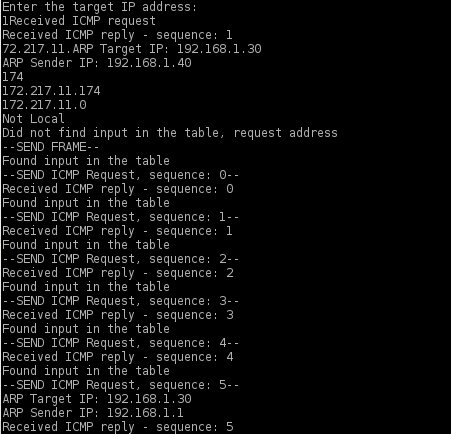 Enter the target IP address:
1Received ICMP request
Received ICMP reply - sequence: 1
72.217.11.ARP Target IP: 192.168.1.30
ARP Sender IP: 192.168.1.40
174
172.217.11.174
172.217.11.0
Not Local
Did not find input in the table, request address
--SEND FRAME--
Found input in the table
--SEND ICMP Request, sequence: 0--
Received ICMP reply - sequence: 0
Found input in the table
--SEND ICMP Request, sequence: 1--
Received ICMP reply - sequence: 1
Found input in the table
--SEND ICMP Request, sequence: 2--
Received ICMP reply - sequence: 2
Found input in the table
--SEND ICMP Request, sequence: 3--
Received ICMP reply - sequence: 3
Found input in the table
--SEND ICMP Request, sequence: 4--
Received ICMP reply - sequence: 4
Found input in the table
--SEND ICMP Request, sequence: 5--
ARP Target IP: 192.168.1.30
ARP Sender IP: 192.168.1.1
Received ICMP reply - sequence: 5